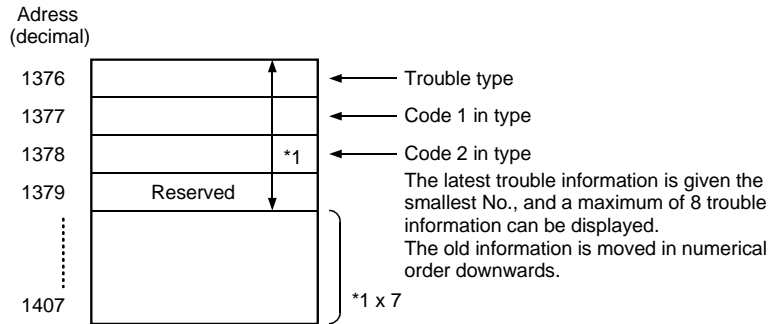 Adress
(decimal)
1376
Trouble type
1377
Code 1 in type
1378
*1
Code 2 in type
1379
Reserved
The latest trouble information is given the
smallest No., and a maximum of 8 trouble
information can be displayed.
The old information is moved in numerical
order downwards.
1407
*1 x 7